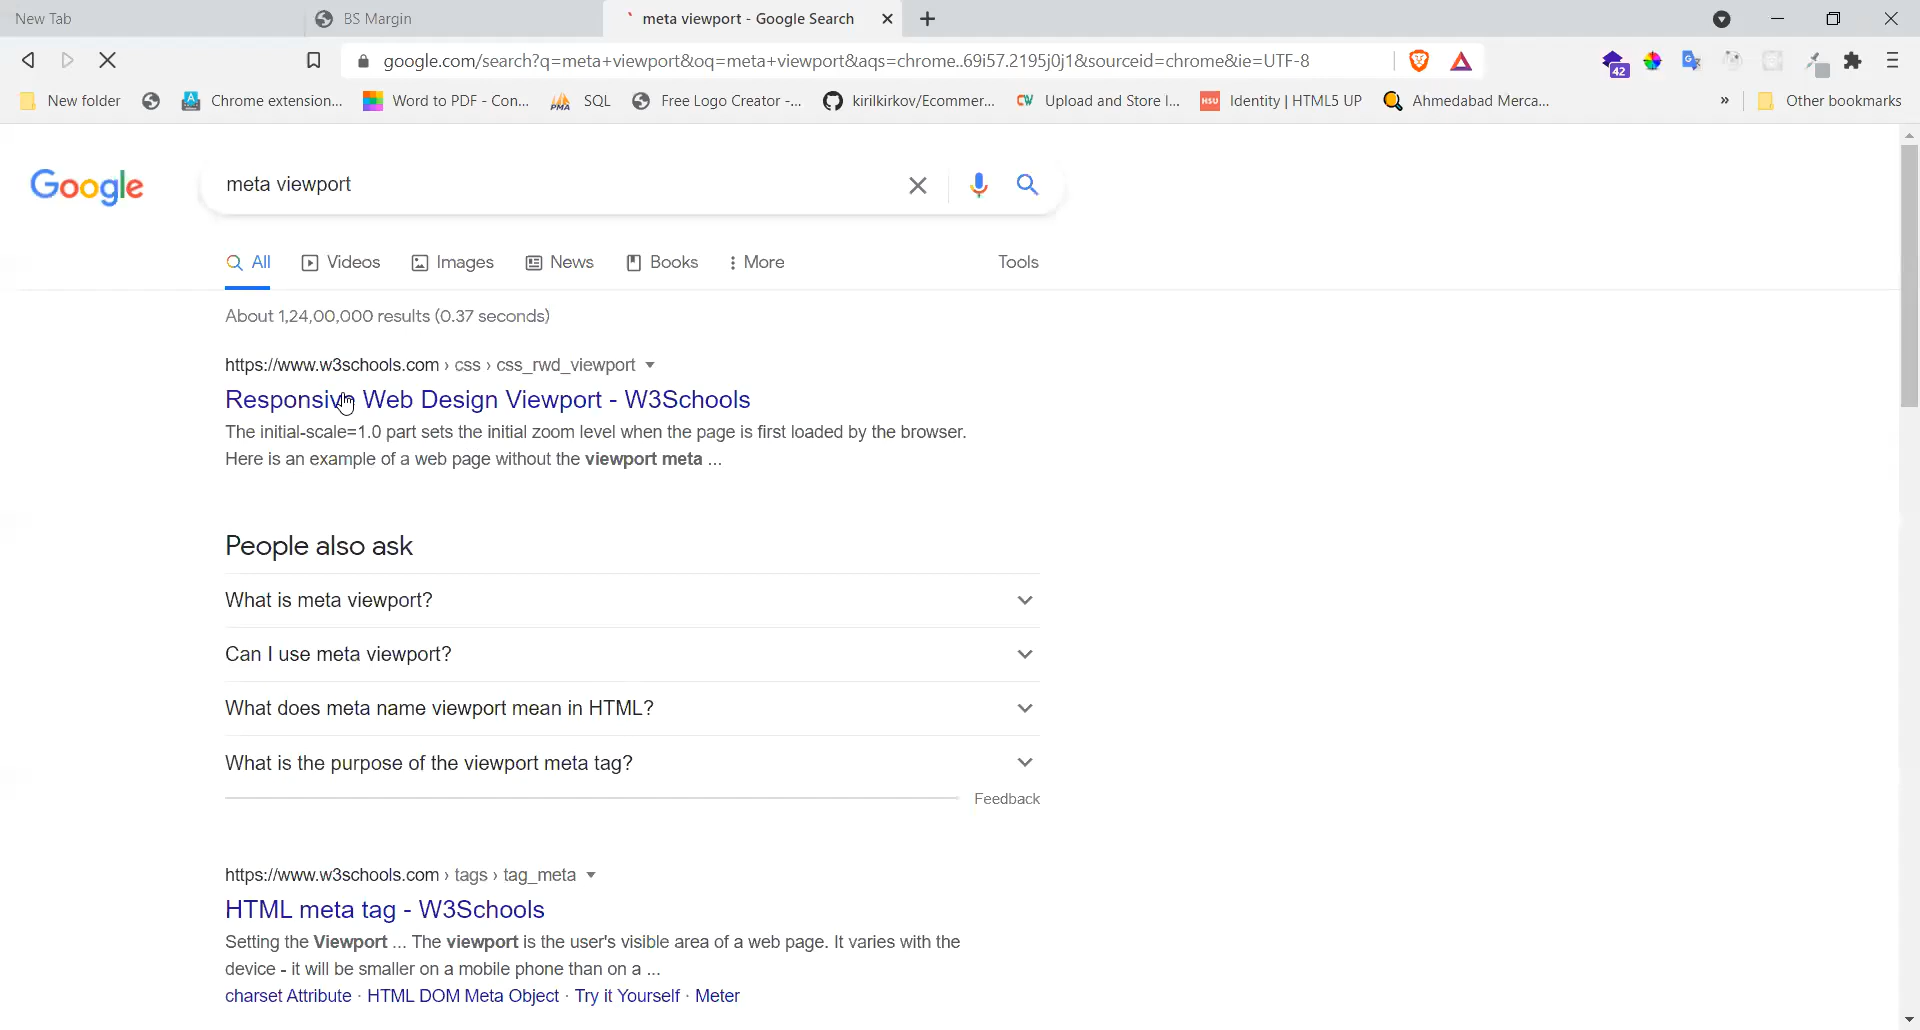 New Tab
BS Margin
meta viewport - Google Search
google.com/search?q=meta+viewport&oq=meta+viewport&aqs=chrome..69i57.2195j0j1&sourceid=chrome&ie=UTF-8
42
New folder
Chrome extension...
Word to PDF - Con...
PMA
SQL
Free Logo Creator -...
kirilkirkov/Ecommer...
CW
Upload and Store I...
HSU
Identity | HTML5 UP
Ahmedabad Merca...
»
Other bookmarks
Google
meta viewport
All
Videos
Images
News
Books
More
Tools
About 1,24,00,000 results (0.37 seconds)
https://www.w3schools.com › css › css_rwd_viewport
Responsive Web Design Viewport - W3Schools
The initial-scale=1.0 part sets the initial zoom level when the page is first loaded by the browser.
Here is an example of a web page without the viewport meta ...
People also ask
What is meta viewport?
Can I use meta viewport?
What does meta name viewport mean in HTML?
What is the purpose of the viewport meta tag?
Feedback
https://www.w3schools.com › tags › tag_meta
HTML meta tag - W3Schools
Setting the Viewport ... The viewport is the user's visible area of a web page. It varies with the
device - it will be smaller on a mobile phone than on a ...
charset Attribute · HTML DOM Meta Object · Try it Yourself · Meter